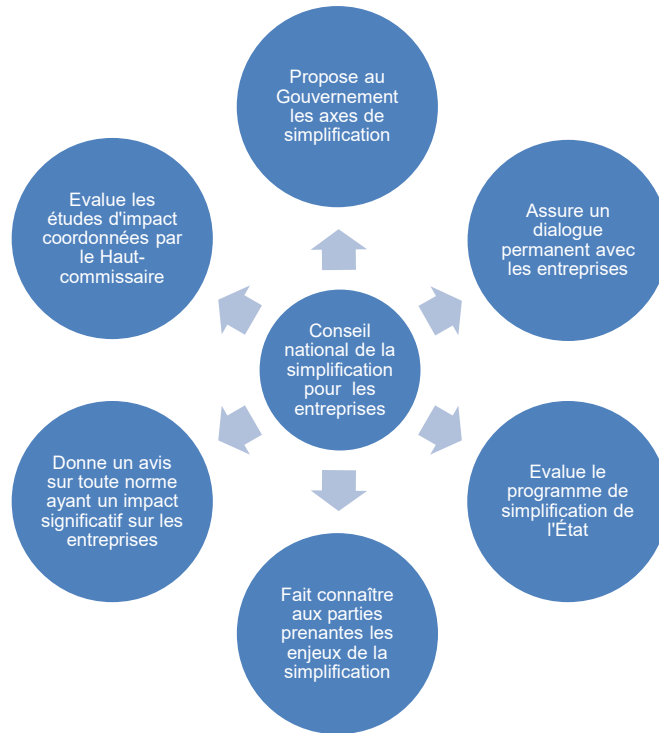 Propose au
Gouvernement
les axes de
simplification
Assure un
dialogue
permanent avec
les entreprises
Evalue le
programme de
simplification de
l'État
Fait connaître
aux parties
prenantes les
enjeux de la
simplification
Donne un avis
sur toute norme
ayant un impact
significatif sur les
entreprises
Evalue les
études d'impact
coordonnées par
le Haut-
commissaire
Conseil
national de la
simplification
pour les
entreprises